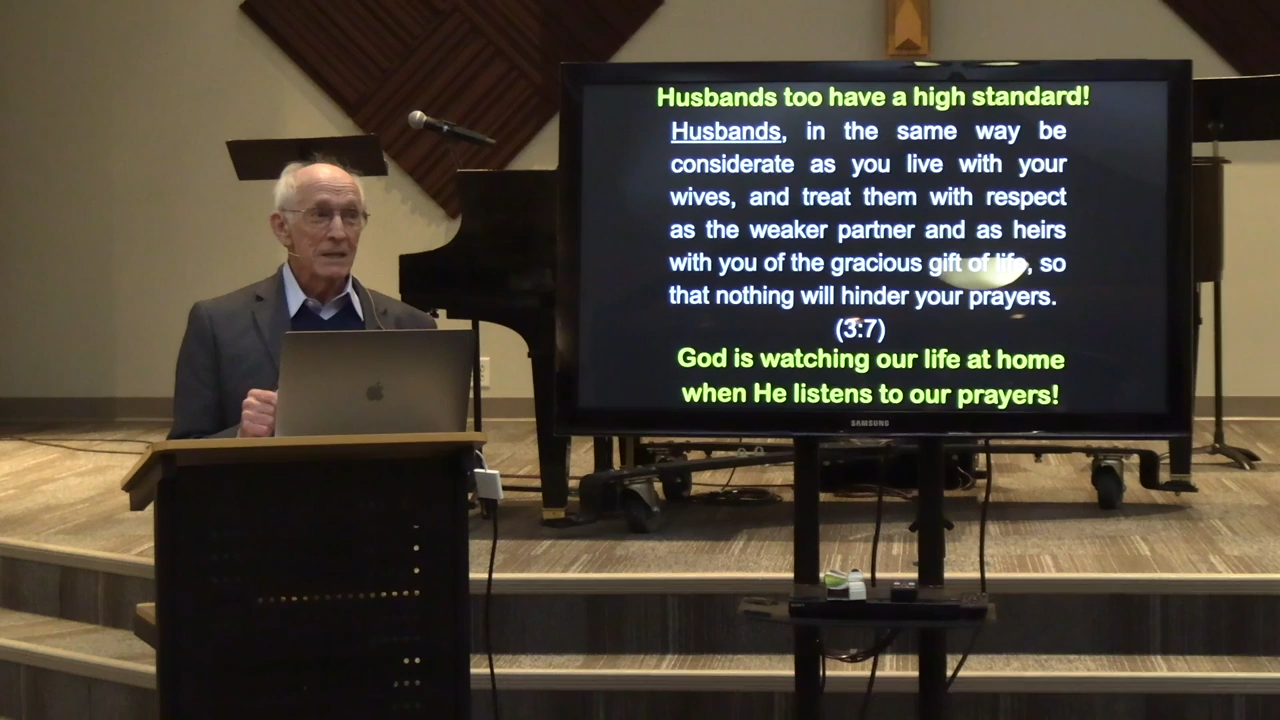 Husbands too have a high standard!
Husbands, in the same way be
considerate as you live with your
wives, and treat them with respect
as the weaker partner and as heirs
with you of the gracious gift of life, so
that nothing will hinder your prayers.
(3:7)
God is watching our life at home
when He listens to our prayers!
SAMSUNG